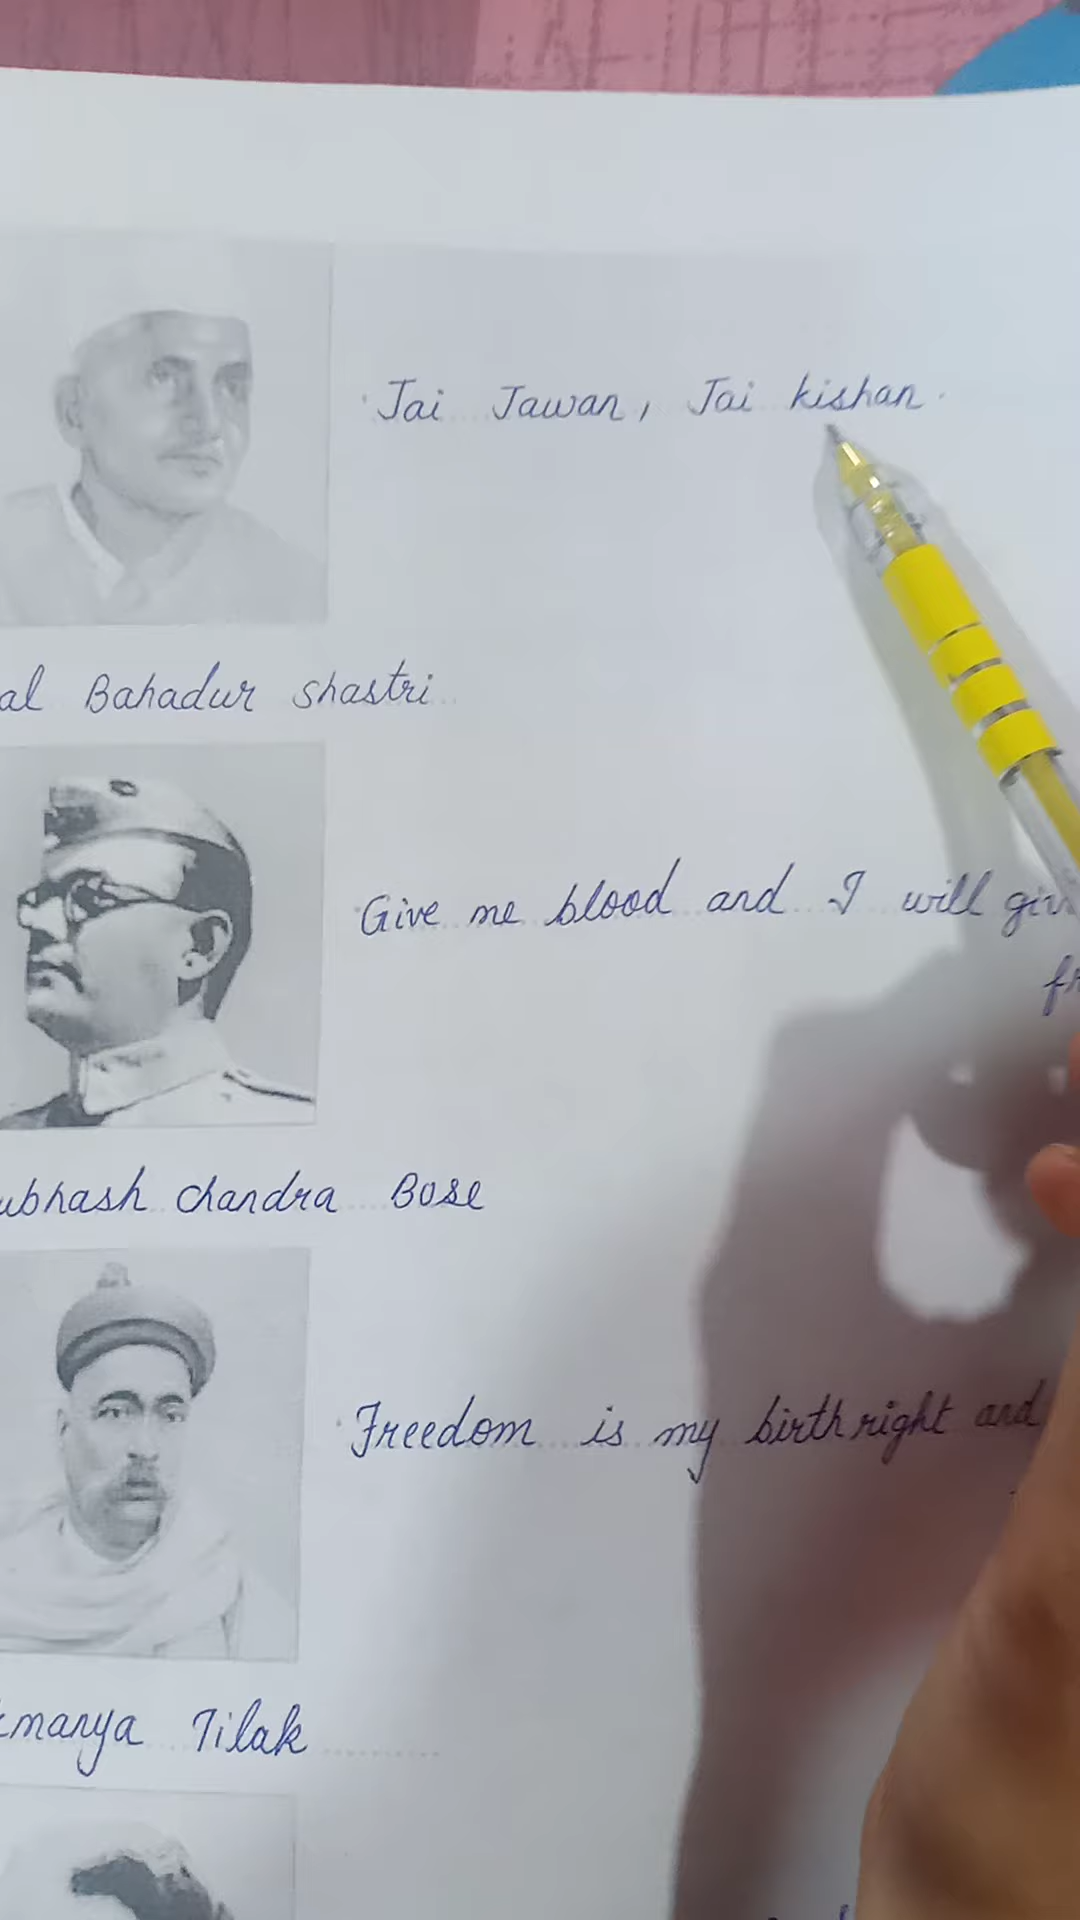 Jai Jawan, Jai kishan.
al Bahadur Shastri
Give me blood and I will giv
fr
ubhash Chandra Bose
Freedom is my birthright and
manya Tilak